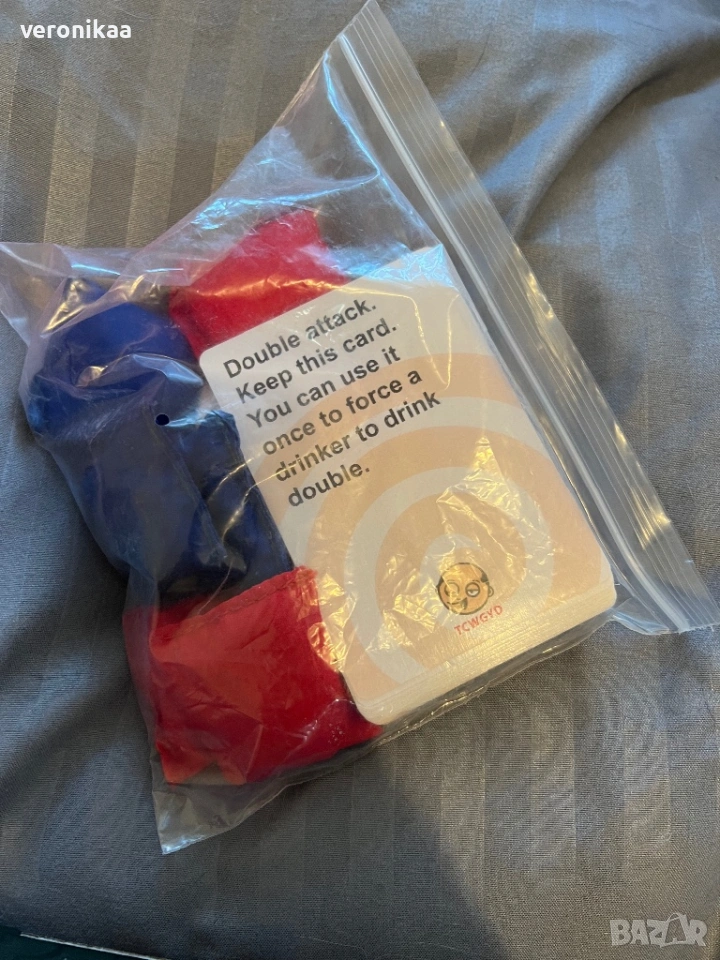 veronikaa
Double attack.
Keep this card.
You can use it
once to force a
drinker to drink
double.
TCWGYD
BAZAR